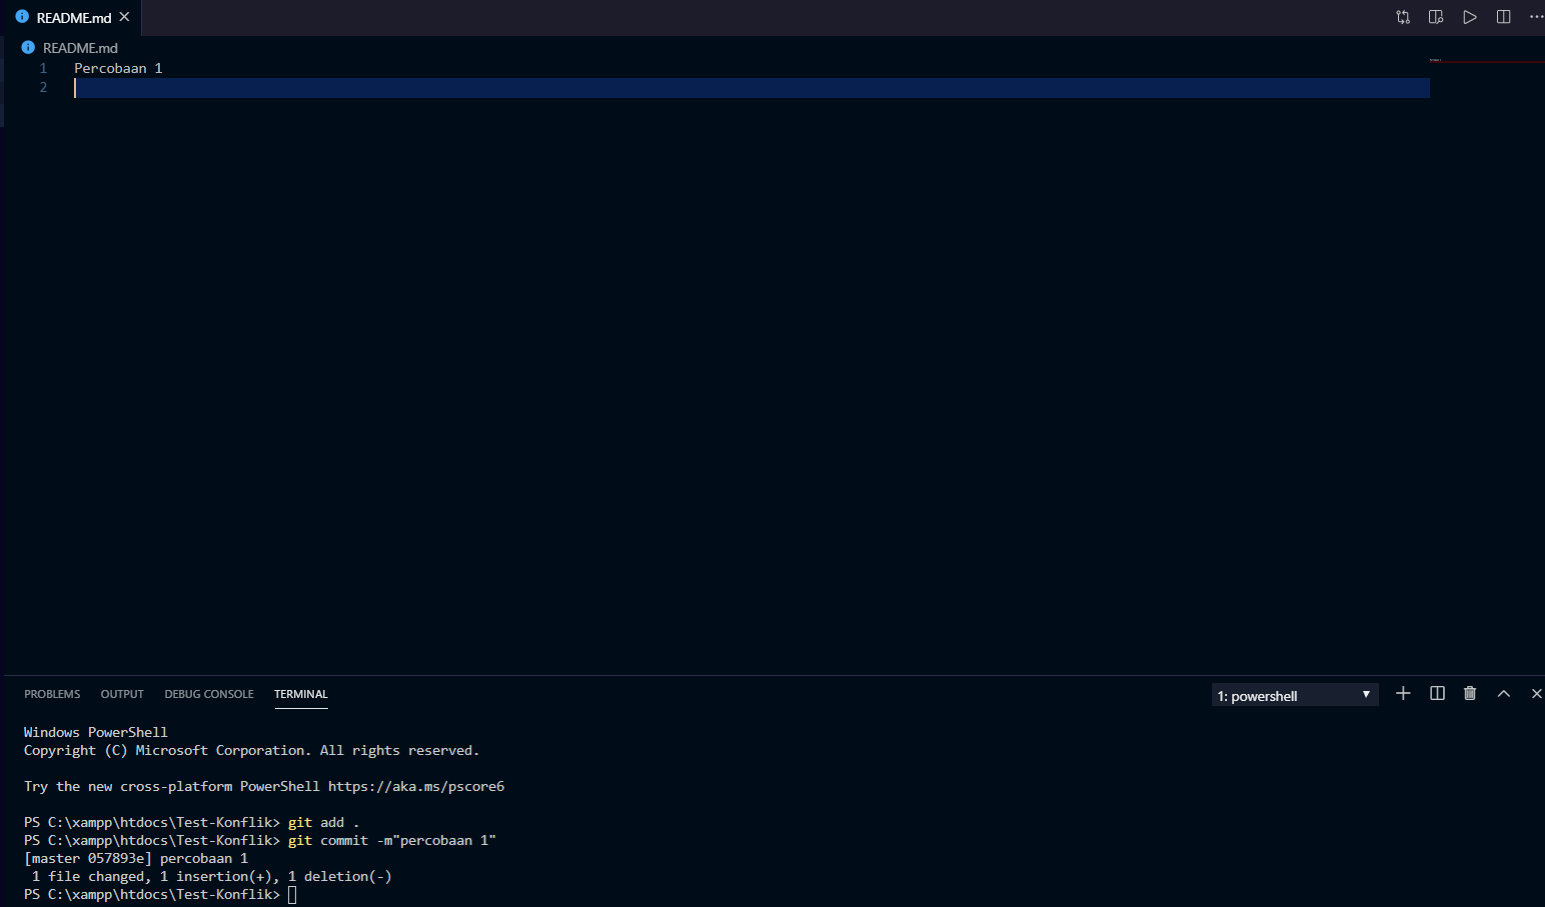 README.md
README.md
1 Percobaan 1
2
PROBLEMS OUTPUT DEBUG CONSOLE TERMINAL
1: powershell
Windows PowerShell
Copyright (C) Microsoft Corporation. All rights reserved.
Try the new cross-platform PowerShell https://aka.ms/pscore6
PS C:\xampp\htdocs\Test-Konflik> git add .
PS C:\xampp\htdocs\Test-Konflik> git commit -m"percobaan 1"
[master 057893e] percobaan 1
1 file changed, 1 insertion(+), 1 deletion(-)
PS C:\xampp\htdocs\Test-Konflik>